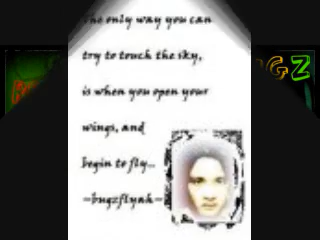 The only way you can
try to touch the sky,
is when you open your
wings, and
begin to fly...
~bugzflyah~
GZ